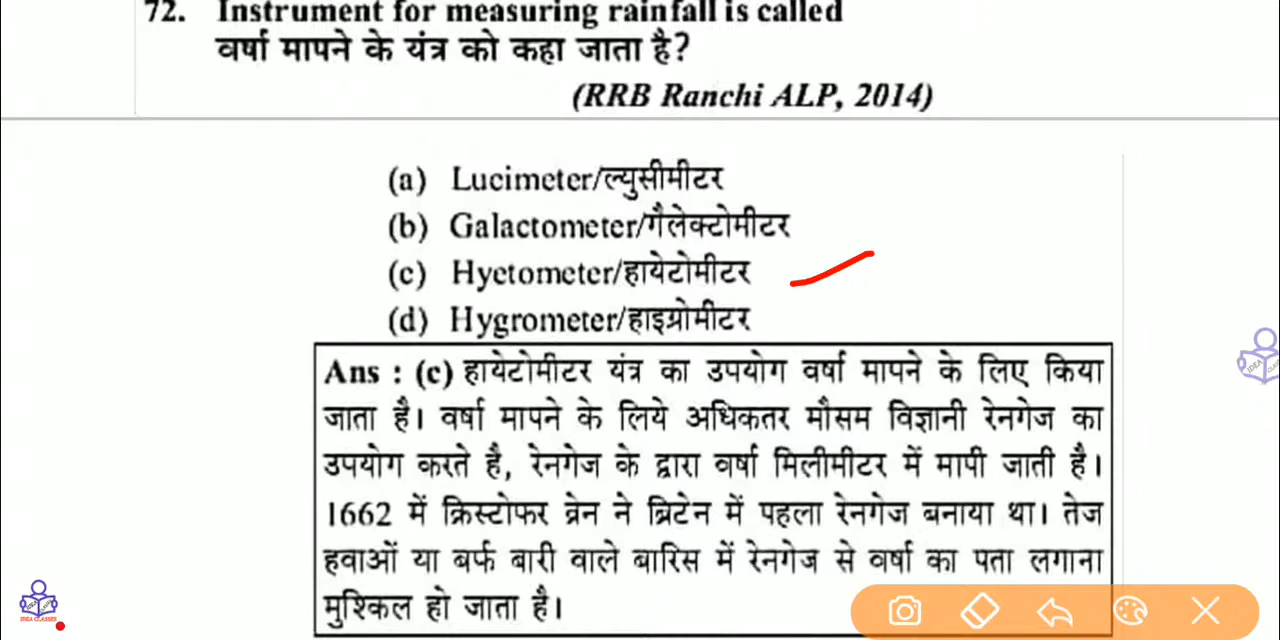 72. Instrument for measuring rainfall is called
वर्षा मापने के यंत्र को कहा जाता है?
(RRB Ranchi ALP, 2014)
(a) Lucimeter/ल्युसीमीटर
(b) Galactometer/गैलेक्टोमीटर
(c) Hyetometer/हायेटोमीटर
(d) Hygrometer/हाइग्रोमीटर
Ans : (c) हायेटोमीटर यंत्र का उपयोग वर्षा मापने के लिए किया
जाता है। वर्षा मापने के लिये अधिकतर मौसम विज्ञानी रेनगेज का
उपयोग करते है, रेनगेज के द्वारा वर्षा मिलीमीटर में मापी जाती है।
1662 में क्रिस्टोफर व्रेन ने ब्रिटेन में पहला रेनगेज बनाया था। तेज
हवाओं या बर्फ बारी वाले बारिस में रेनगेज से वर्षा का पता लगाना
मुश्किल हो जाता है।
IDEA CLASSES